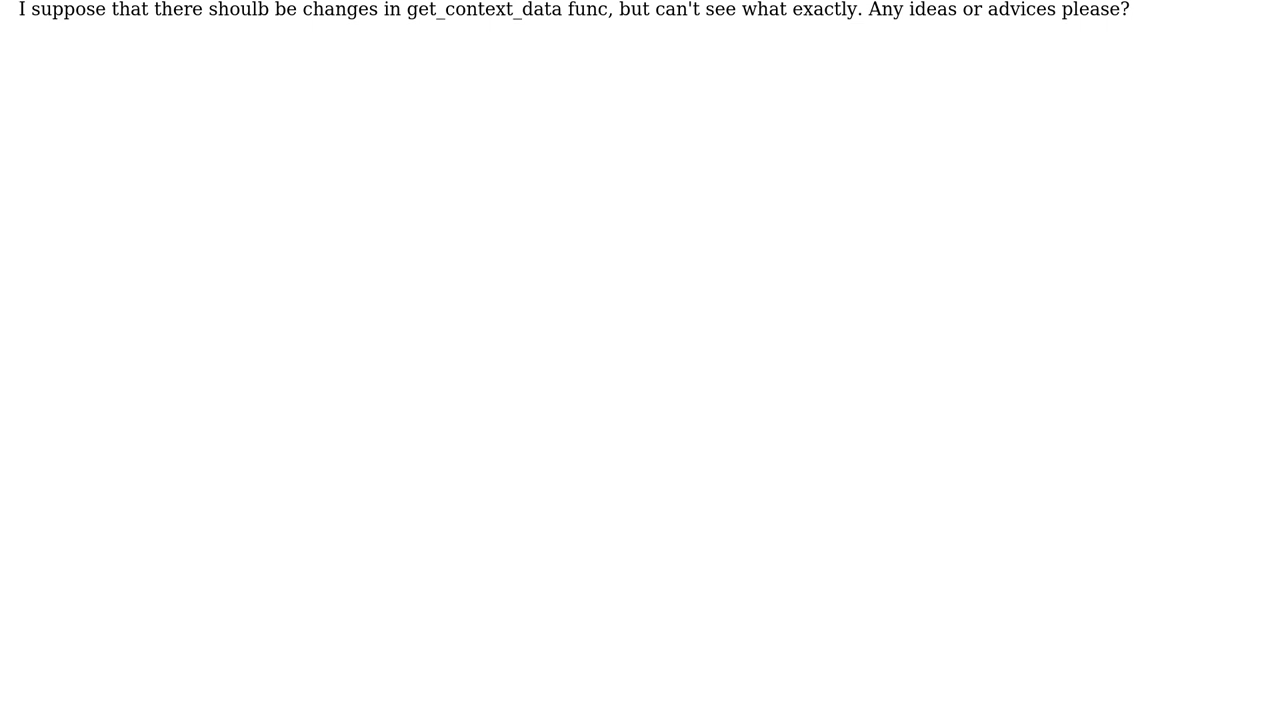 I suppose that there shoulb be changes in get_context_data func, but can't see what exactly. Any ideas or advices please?